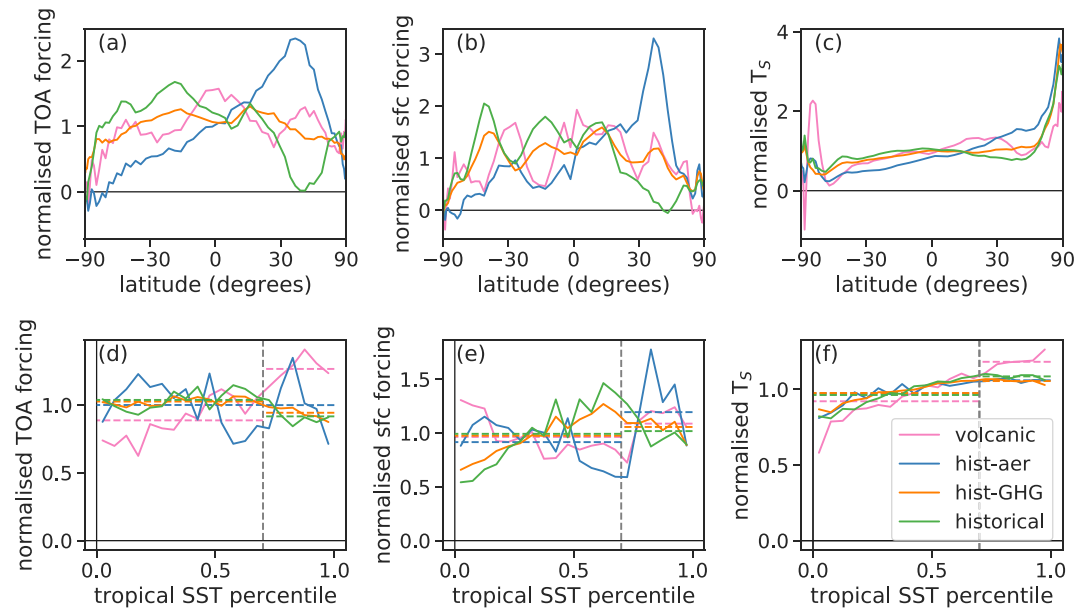 (a)
normalised TOA forcing
2
1
0
−90
−30
0
30
90
latitude (degrees)
(b)
normalised sfc forcing
4
3
2
1
0
−90
−30
0
30
90
latitude (degrees)
(c)
normalised T_S
4
2
0
−90
−30
0
30
90
latitude (degrees)
(d)
normalised TOA forcing
1.0
0.5
0.0
0.0
0.5
1.0
tropical SST percentile
(e)
normalised sfc forcing
1.5
1.0
0.5
0.0
0.0
0.5
1.0
tropical SST percentile
(f)
normalised T_S
1.0
0.5
0.0
0.0
0.5
1.0
tropical SST percentile
volcanic
hist-aer
hist-GHG
historical